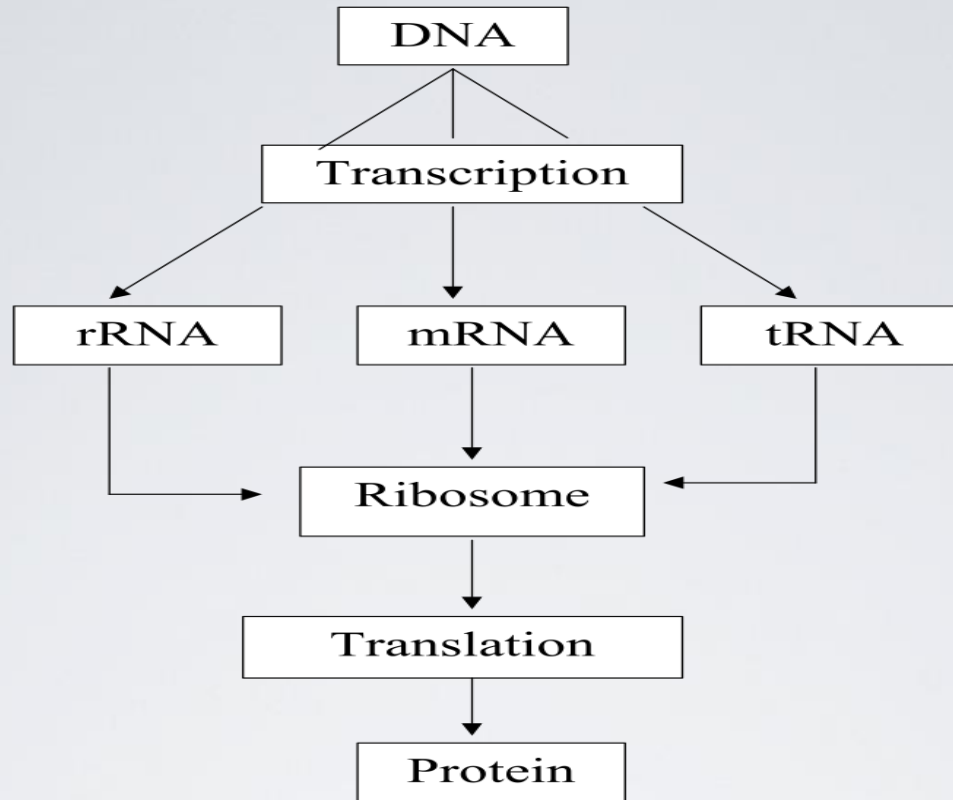 DNA
Transcription
rRNA
mRNA
tRNA
Ribosome
Translation
Protein